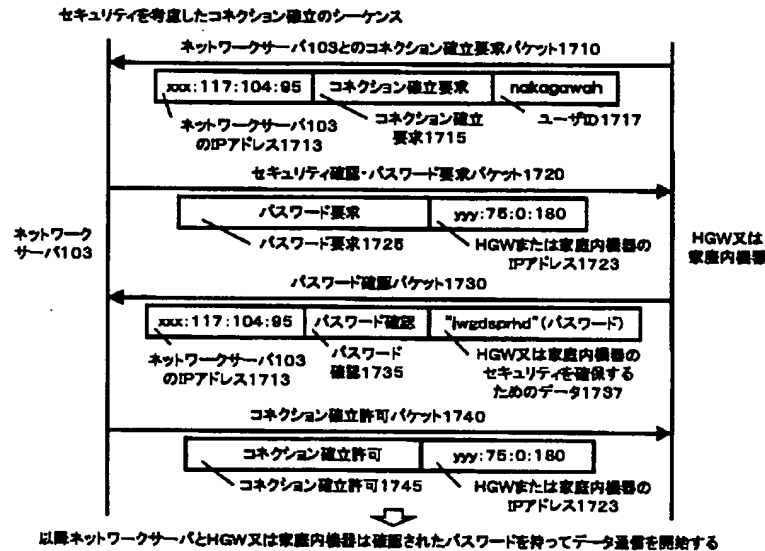 セキュリティを考慮したコネクション確立のシーケンス
ネットワークサーバ103とのコネクション確立要求パケット1710
xxx:117:104:95 コネクション確立要求 nakagawah
ネットワークサーバ103
のIPアドレス1713
コネクション確立
要求1715
ユーザID1717
セキュリティ確認・パスワード要求パケット1720
パスワード要求 yyy:75:0:180
パスワード要求1725
HGWまたは家庭内機器の
IPアドレス1723
ネットワーク
サーバ103
HGW又は
家庭内機器
パスワード確認パケット1730
xxx:117:104:95 パスワード確認 "jwgdsprhd"(パスワード)
ネットワークサーバ103
のIPアドレス1713
パスワード
確認1735
HGW又は家庭内機器の
セキュリティを確保する
ためのデータ1737
コネクション確立許可パケット1740
コネクション確立許可 yyy:75:0:180
コネクション確立許可1745
HGWまたは家庭内機器の
IPアドレス1723
以降ネットワークサーバとHGW又は家庭内機器は確認されたパスワードを持ってデータ通信を開始する